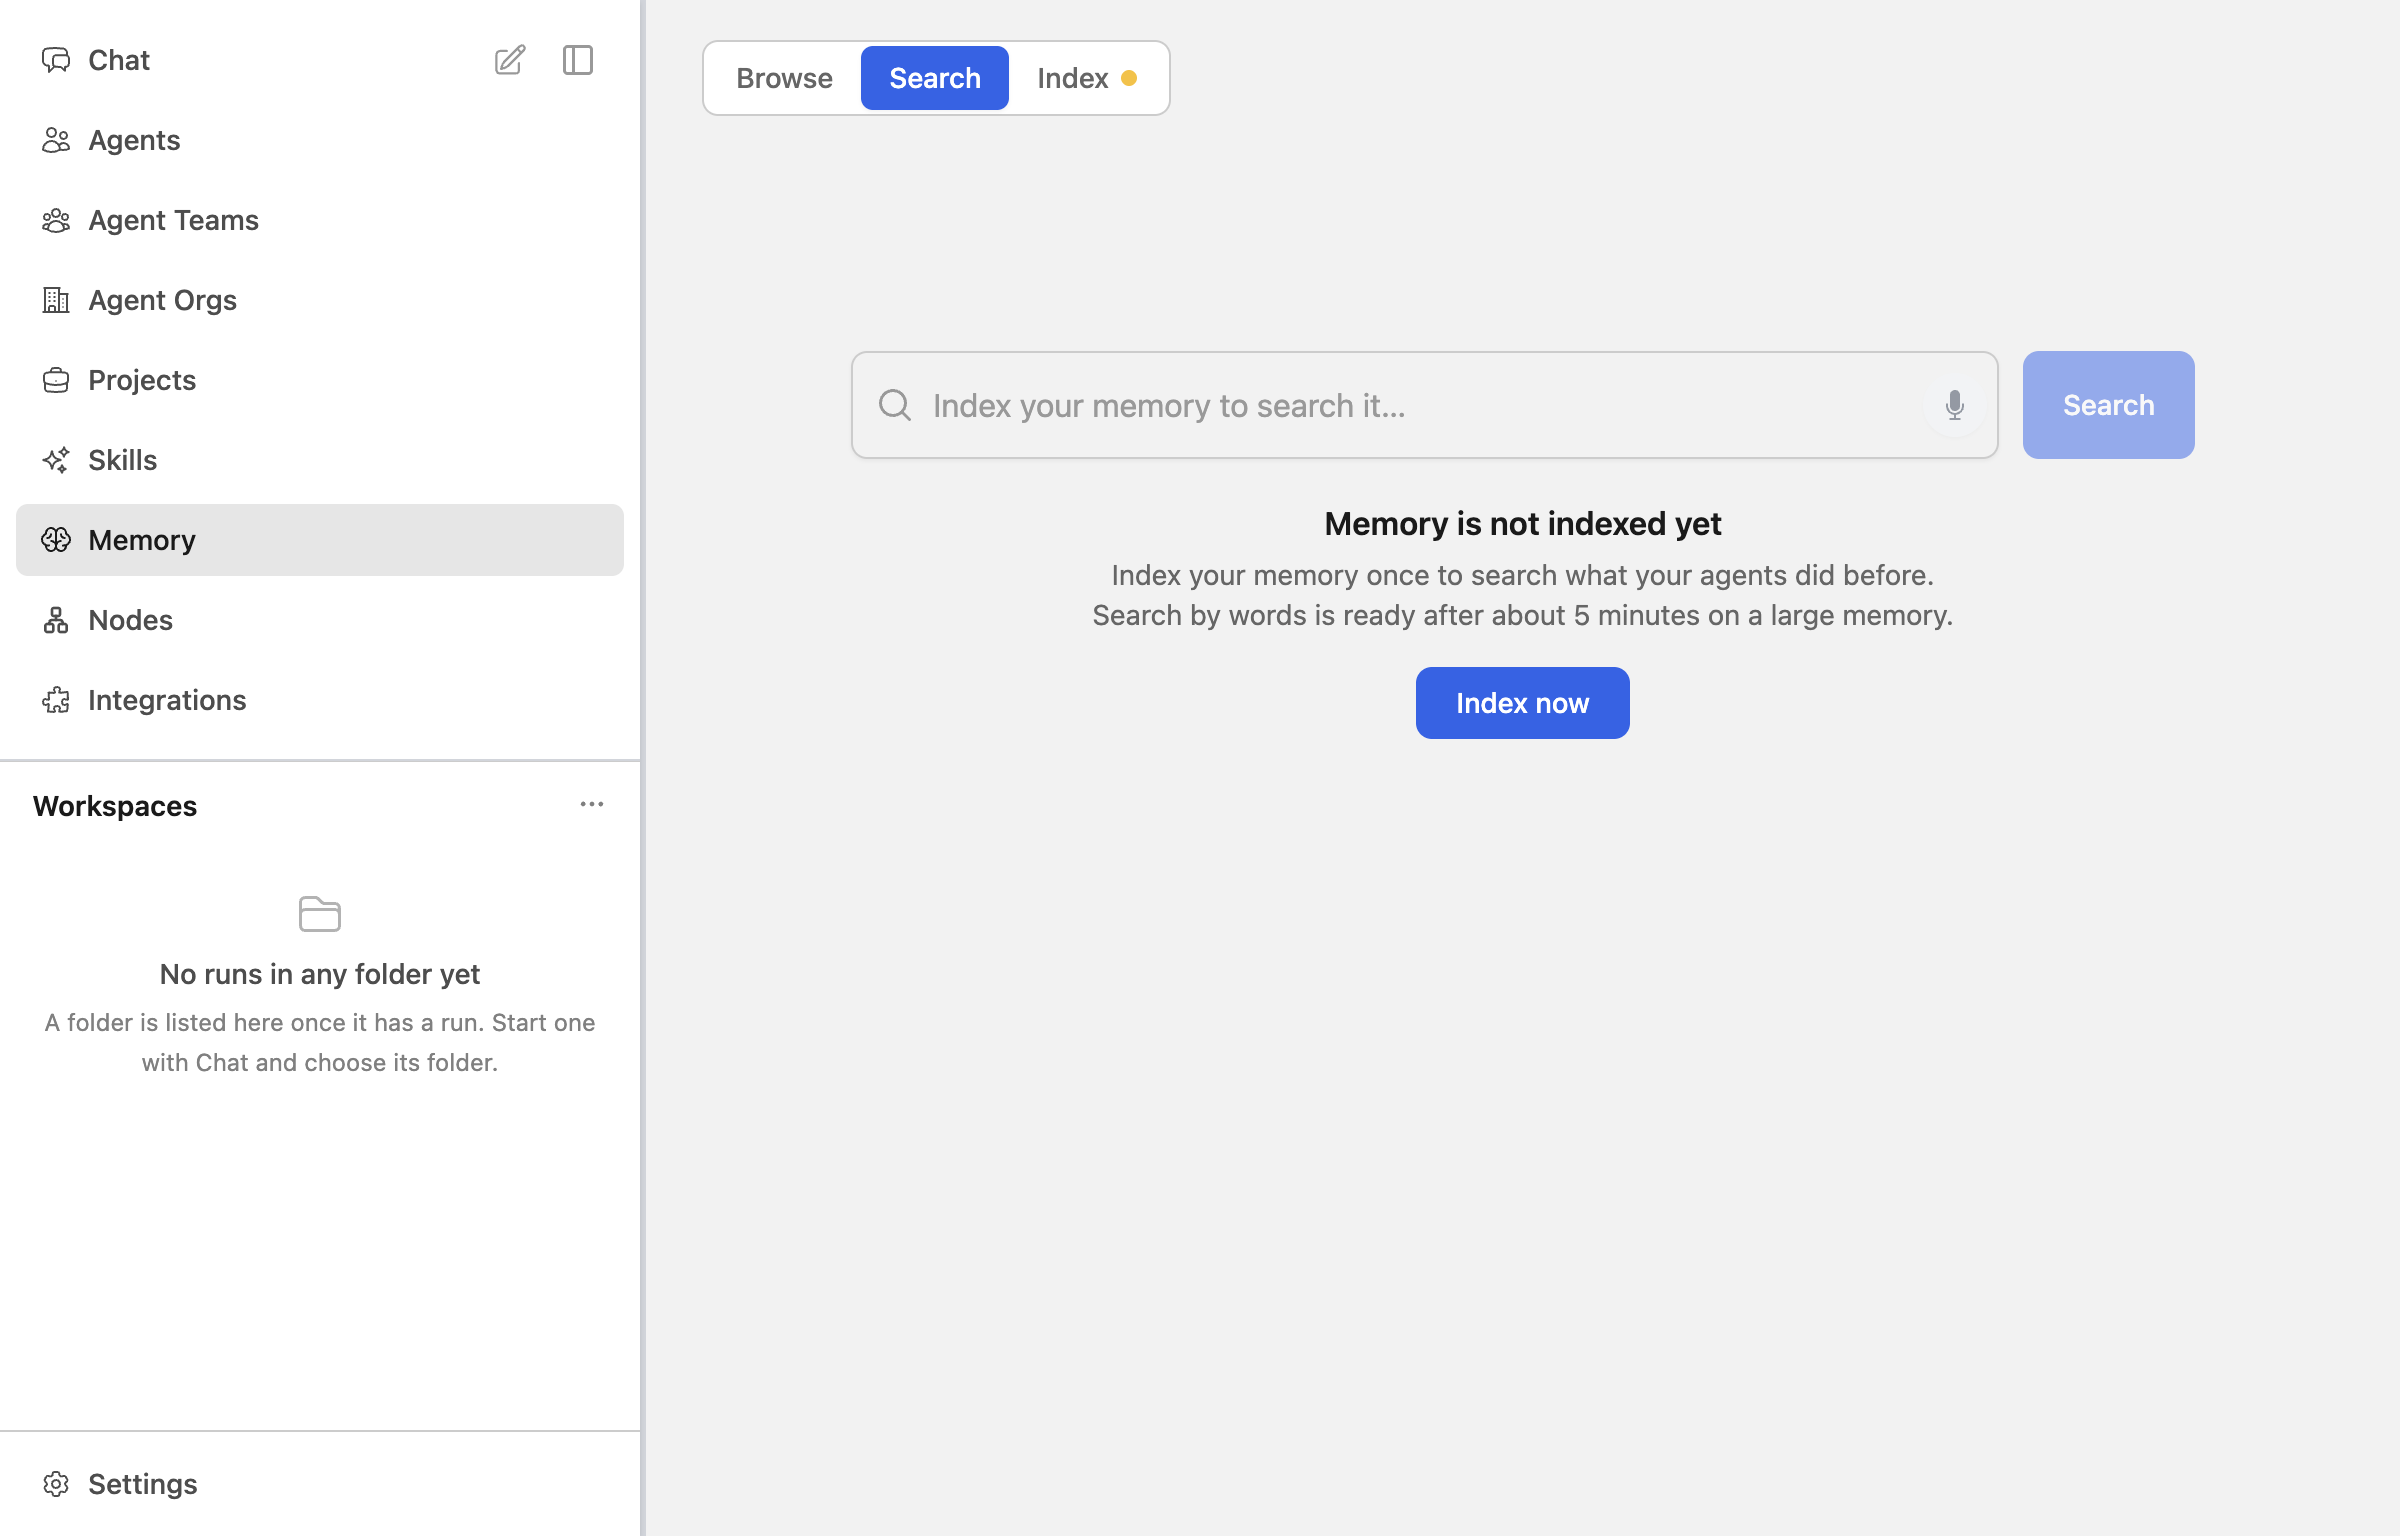 Chat
Agents
Agent Teams
Agent Orgs
Projects
Skills
Memory
Nodes
Integrations
Workspaces
No runs in any folder yet
A folder is listed here once it has a run. Start one
with Chat and choose its folder.
Settings
Browse
Search
Index
Index your memory to search it...
Search
Memory is not indexed yet
Index your memory once to search what your agents did before.
Search by words is ready after about 5 minutes on a large memory.
Index now